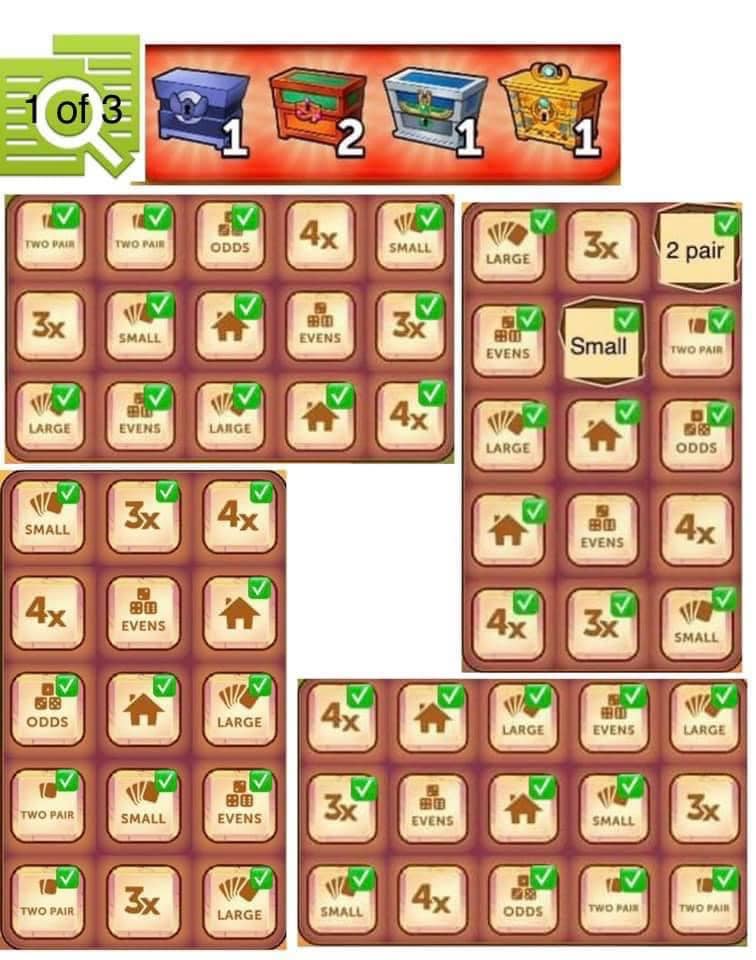 1 of 3
1 2 1 1
TWO PAIR TWO PAIR ODDS 4x SMALL
3x SMALL EVENS 3x
LARGE EVENS LARGE 4x
LARGE 3x 2 pair
EVENS Small TWO PAIR
LARGE ODDS
EVENS 4x
4x 3x SMALL
SMALL 3x 4x
4x EVENS
ODDS LARGE
TWO PAIR SMALL EVENS
TWO PAIR 3x LARGE
4x LARGE EVENS LARGE
3x EVENS SMALL 3x
SMALL 4x ODDS TWO PAIR TWO PAIR